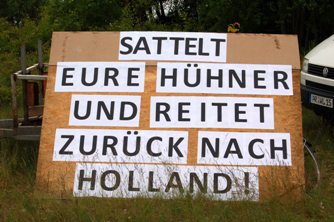 SATTELT
EURE HÜHNER
UND REITET
ZURÜCK NACH
HOLLAND!